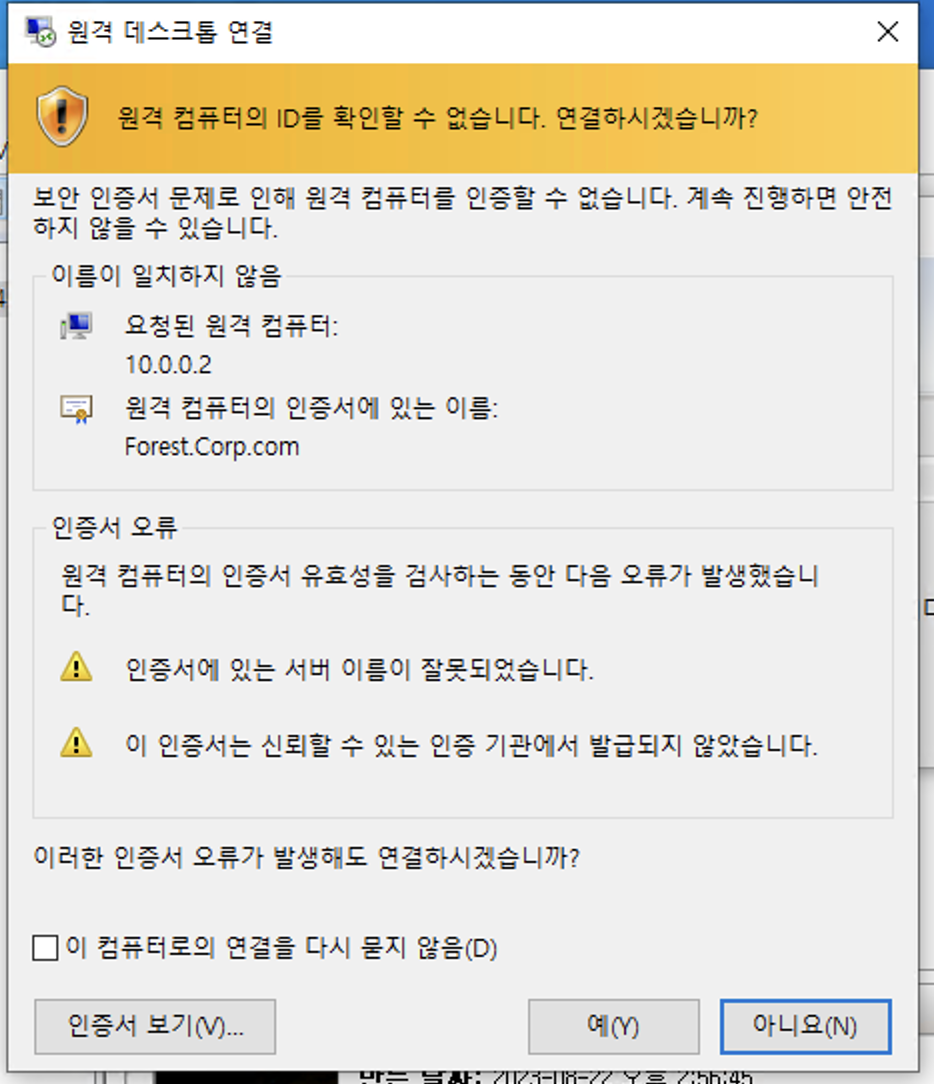 원격 데스크톱 연결
원격 컴퓨터의 ID를 확인할 수 없습니다. 연결하시겠습니까?
보안 인증서 문제로 인해 원격 컴퓨터를 인증할 수 없습니다. 계속 진행하면 안전
하지 않을 수 있습니다.
이름이 일치하지 않음
요청된 원격 컴퓨터:
10.0.0.2
원격 컴퓨터의 인증서에 있는 이름:
Forest.Corp.com
인증서 오류
원격 컴퓨터의 인증서 유효성을 검사하는 동안 다음 오류가 발생했습니
다.
인증서에 있는 서버 이름이 잘못되었습니다.
이 인증서는 신뢰할 수 있는 인증 기관에서 발급되지 않았습니다.
이러한 인증서 오류가 발생해도 연결하시겠습니까?
이 컴퓨터로의 연결을 다시 묻지 않음(D)
인증서 보기(V)... 예(Y) 아니요(N)
날짜: 2023-08-22 오후 2:56:45